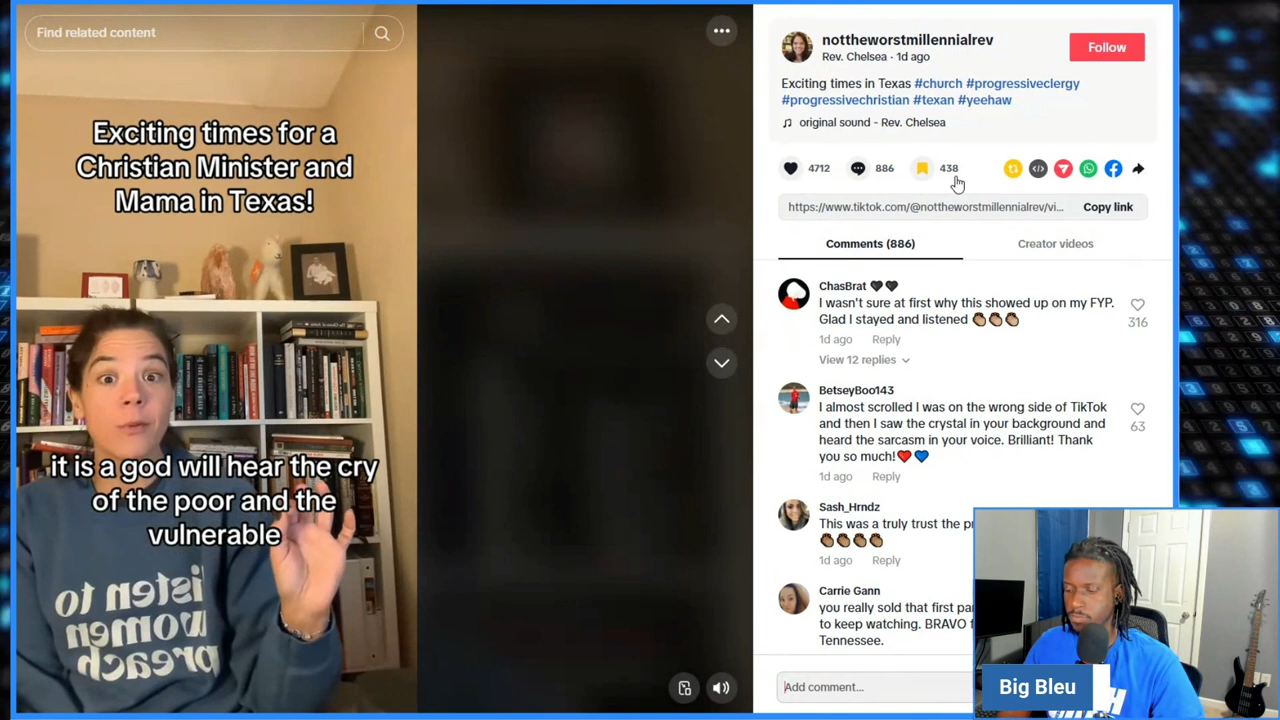 Find related content
Exciting times for a
Christian Minister and
Mama in Texas!
it is a god will hear the cry
of the poor and the
vulnerable
listen to
women
preach
nottheworstmillennialrev
Rev. Chelsea · 1d ago
Follow
Exciting times in Texas #church #progressiveclergy
#progressivechristian #texan #yeehaw
original sound - Rev. Chelsea
4712
886
438
https://www.tiktok.com/@nottheworstmillennialrev/vi...
Copy link
Comments (886)
Creator videos
ChasBrat 🖤🖤
I wasn't sure at first why this showed up on my FYP.
Glad I stayed and listened 👏🏽👏🏽👏🏽
316
1d ago
Reply
View 12 replies
BetseyBoo143
I almost scrolled I was on the wrong side of TikTok
and then I saw the crystal in your background and
heard the sarcasm in your voice. Brilliant! Thank
you so much!❤️💙
63
1d ago
Reply
Sash_Hrndz
This was a truly trust the pr
👏🏽👏🏽👏🏽👏🏽
1d ago
Reply
Carrie Gann
you really sold that first pa
to keep watching. BRAVO f
Tennessee.
Add comment...
Big Bleu